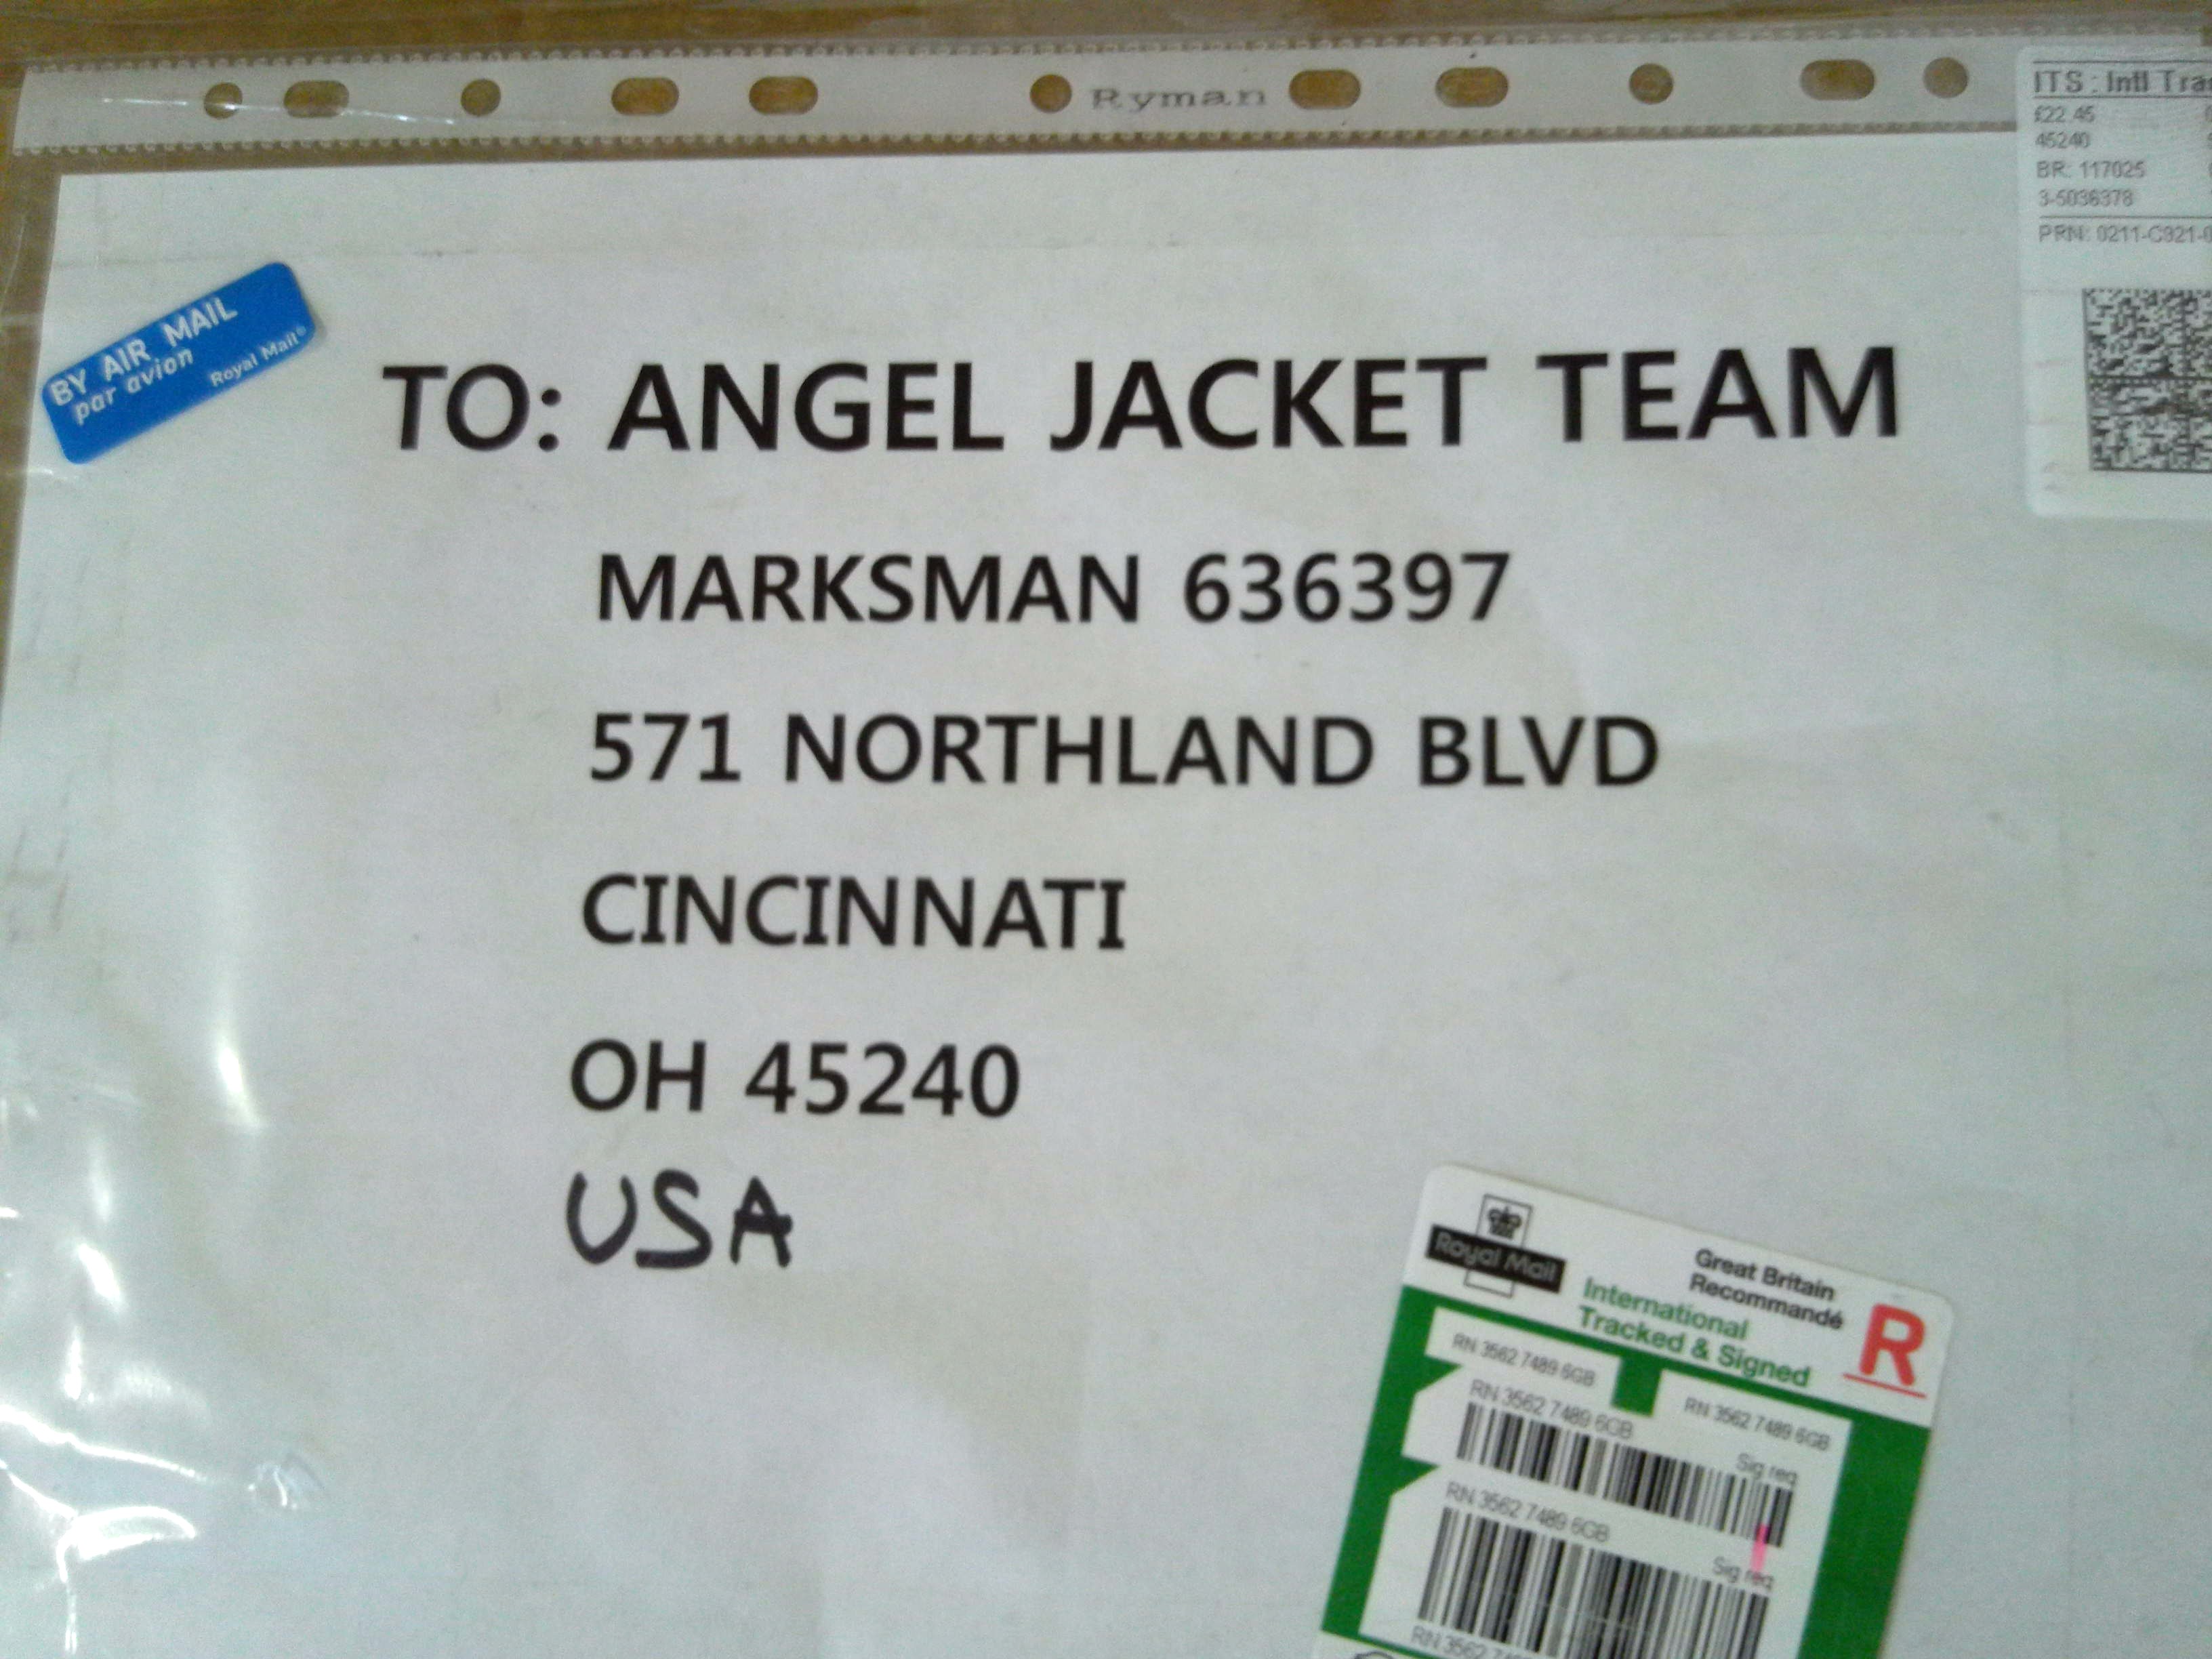 Ryman
ITS : Intl Tra
£22.45
45240
BR: 117025
3-5036378
PRN: 0211-C921-0
BY AIR MAIL
par avion
Royal Mail®
TO: ANGEL JACKET TEAM
MARKSMAN 636397
571 NORTHLAND BLVD
CINCINNATI
OH 45240
USA
Royal Mail
Great Britain
Recommandé
R
International
Tracked & Signed
RN 3562 7489 6GB
RN 3562 7489 6GB
RN 3562 7489 6GB
Sig req
RN 3562 7489 6GB
Sig req
RN 3562